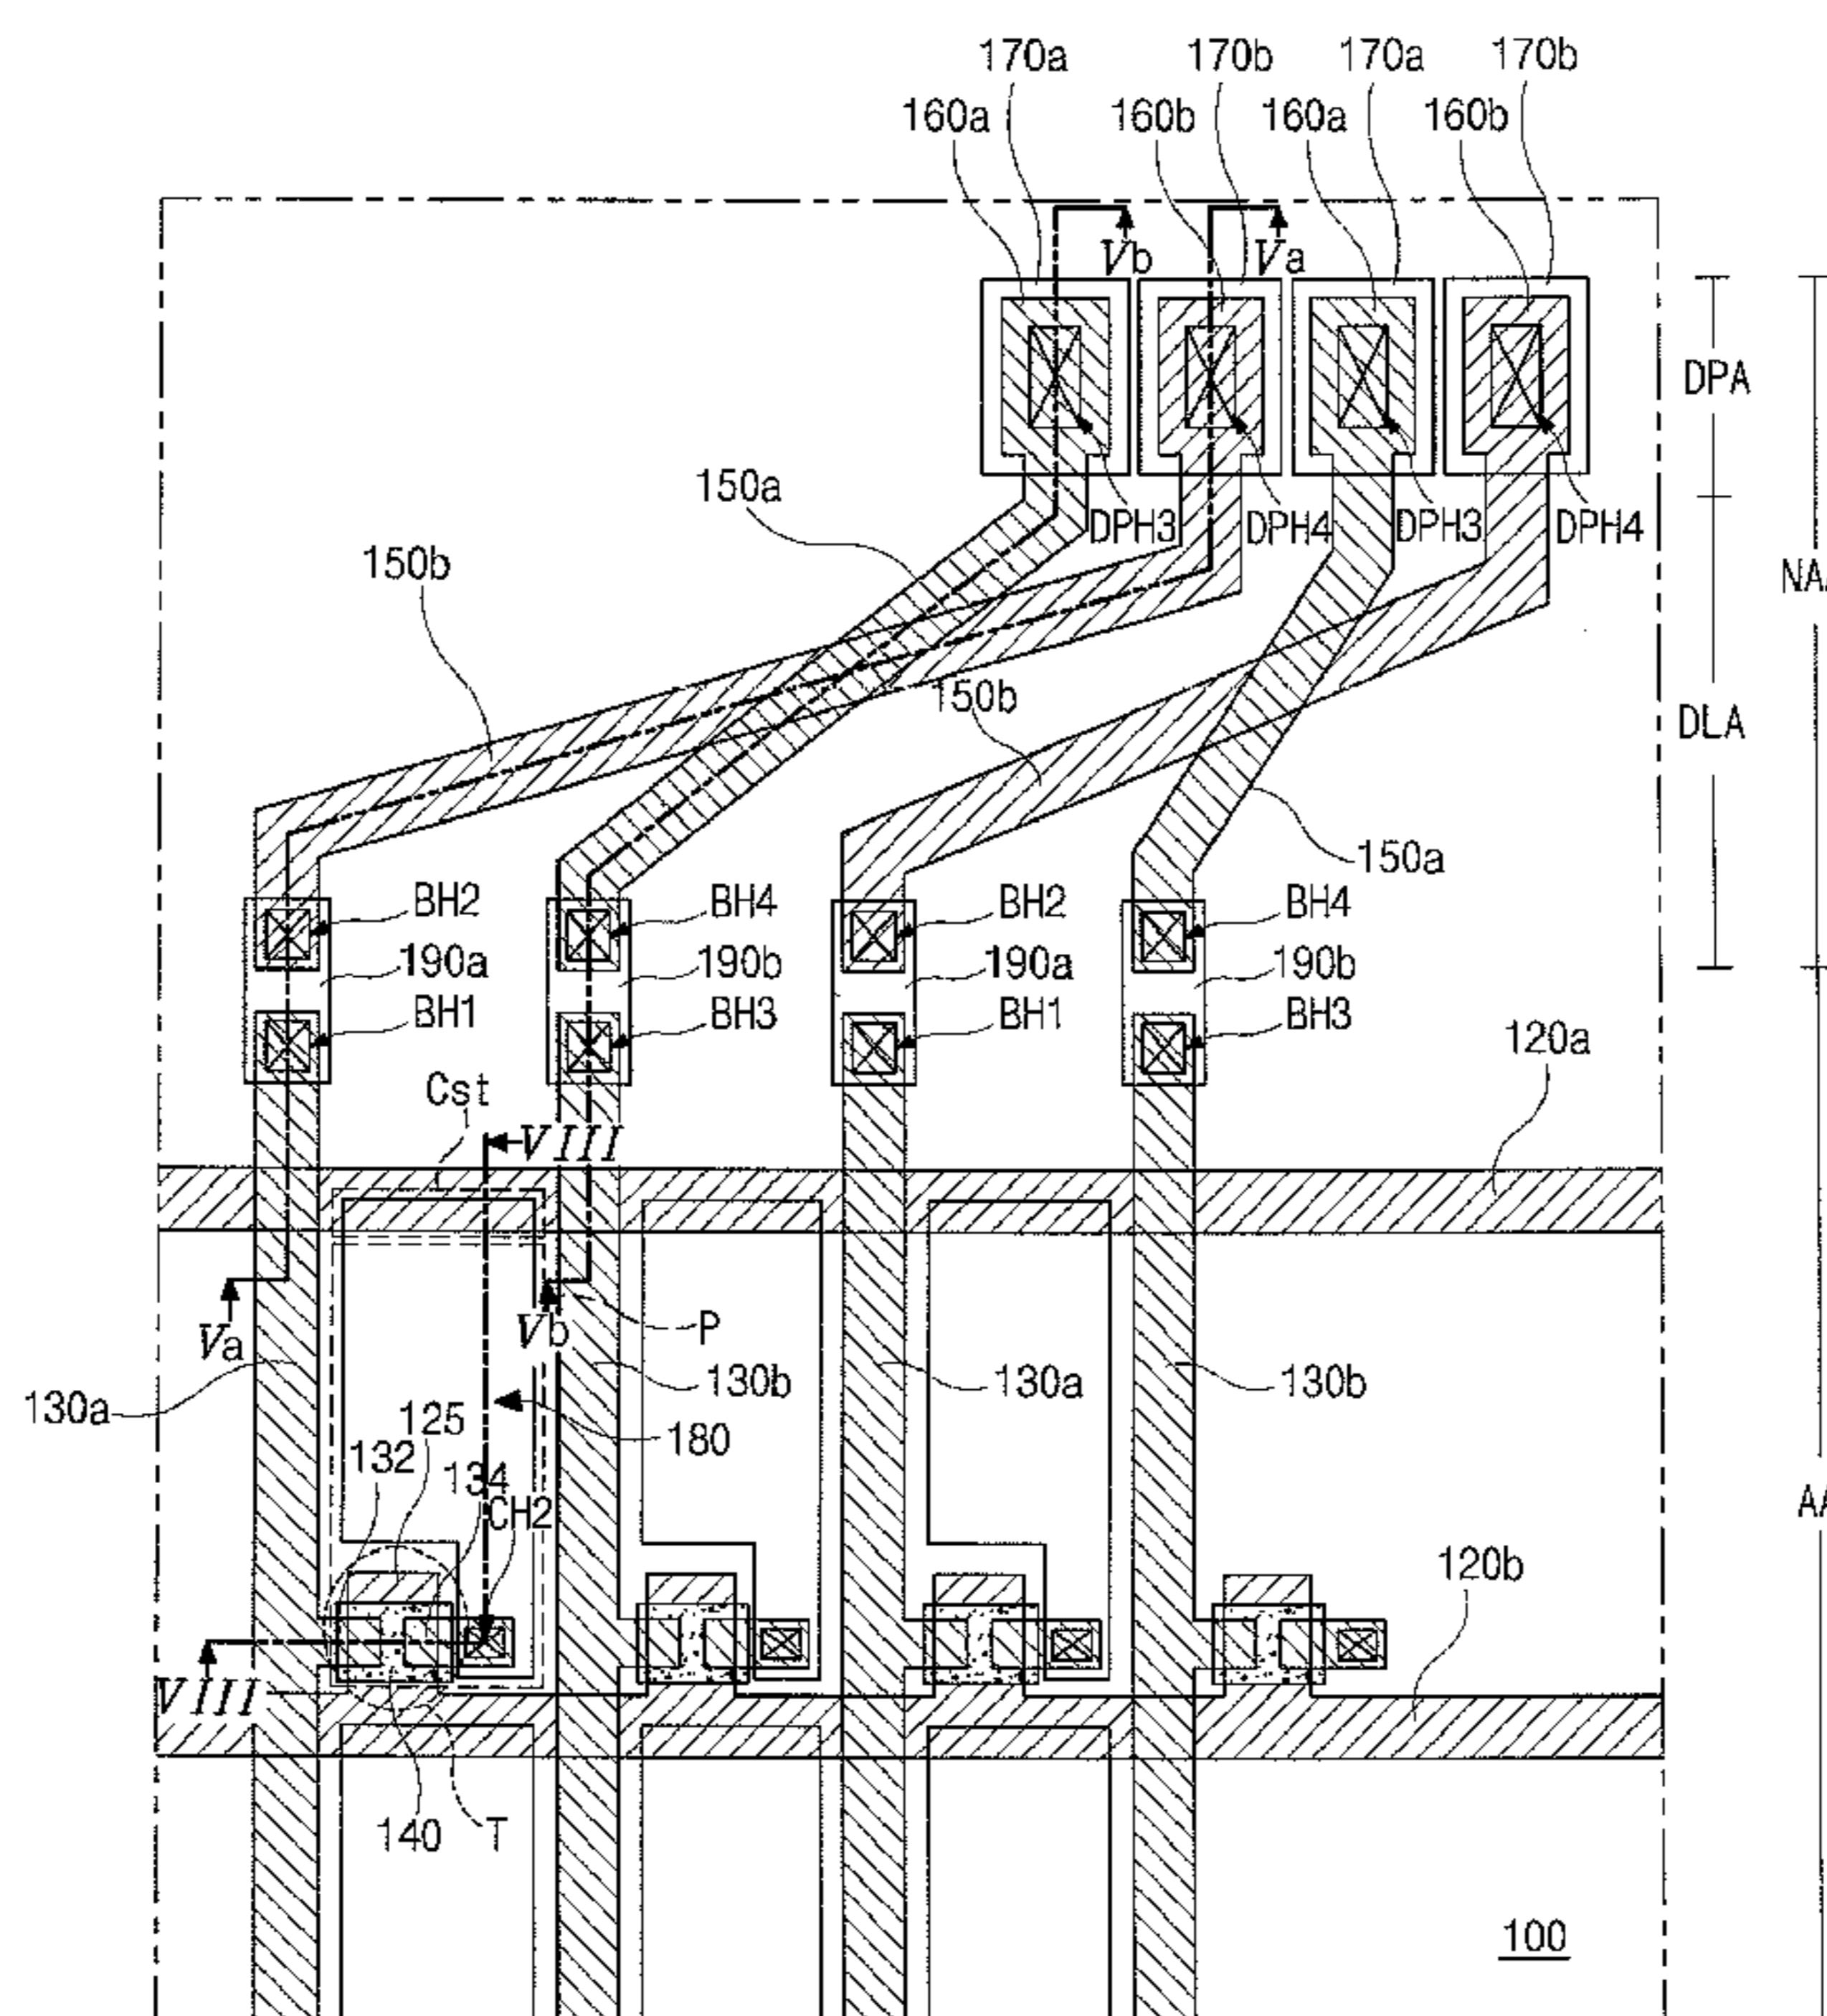 170a 170b 170a 170b
160a 160b 160a 160b
Vb Va
DPA
150a
DPH3 DPH4 DPH3 DPH4
150b
150b
DLA
150a
BH2 BH4 BH2 BH4
190a 190b 190a 190b
BH1 BH3 BH1 BH3
120a
Cst
VIII
Va Vb P
130a 130b 130a 130b
125
180
132
134
CH2
120b
VIII
140 T
100